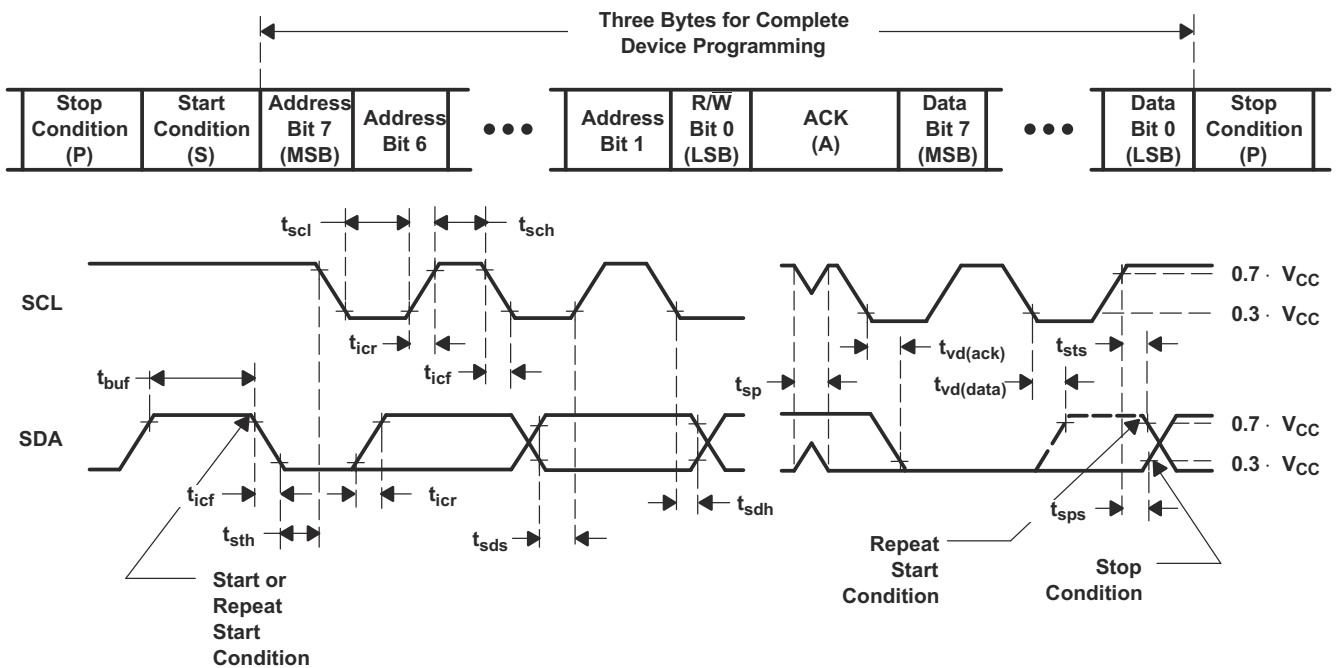 Three Bytes for Complete
Device Programming
Stop
Condition
(P)
Start
Condition
(S)
Address
Bit 7
(MSB)
Address
Bit 6
•••
Address
Bit 1
R/W̅
Bit 0
(LSB)
ACK
(A)
Data
Bit 7
(MSB)
•••
Data
Bit 0
(LSB)
Stop
Condition
(P)
tscl
tsch
SCL
0.7 · VCC
0.3 · VCC
ticr
ticf
tbuf
tsp
tvd(ack)
tvd(data)
tsts
SDA
0.7 · VCC
0.3 · VCC
ticf
ticr
tsth
tsds
tsdh
tsps
Start or
Repeat
Start
Condition
Repeat
Start
Condition
Stop
Condition